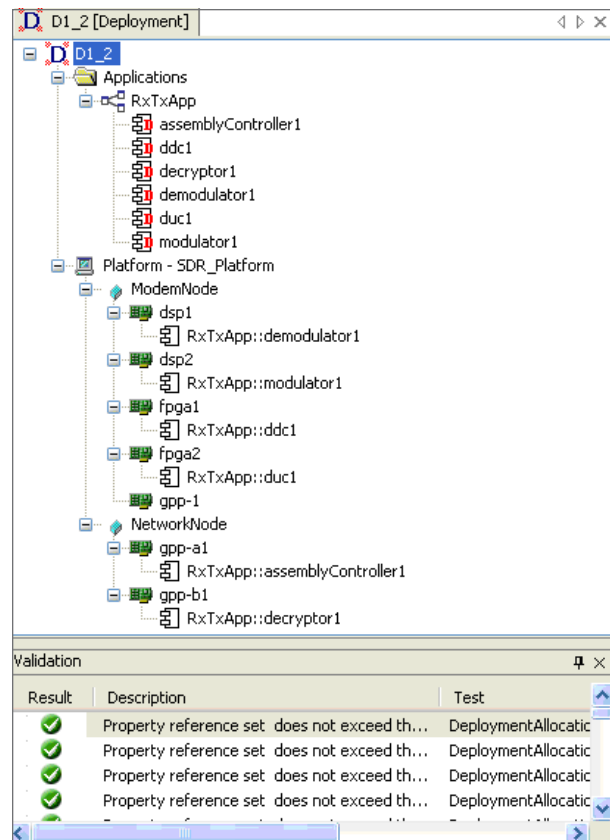 D1_2 [Deployment]
D1_2
Applications
RxTxApp
assemblyController1
ddc1
decryptor1
demodulator1
duc1
modulator1
Platform - SDR_Platform
ModemNode
dsp1
RxTxApp::demodulator1
dsp2
RxTxApp::modulator1
fpga1
RxTxApp::ddc1
fpga2
RxTxApp::duc1
gpp-1
NetworkNode
gpp-a1
RxTxApp::assemblyController1
gpp-b1
RxTxApp::decryptor1
Validation
Result Description Test
Property reference set does not exceed th... DeploymentAllocatic
Property reference set does not exceed th... DeploymentAllocatic
Property reference set does not exceed th... DeploymentAllocatic
Property reference set does not exceed th... DeploymentAllocatic